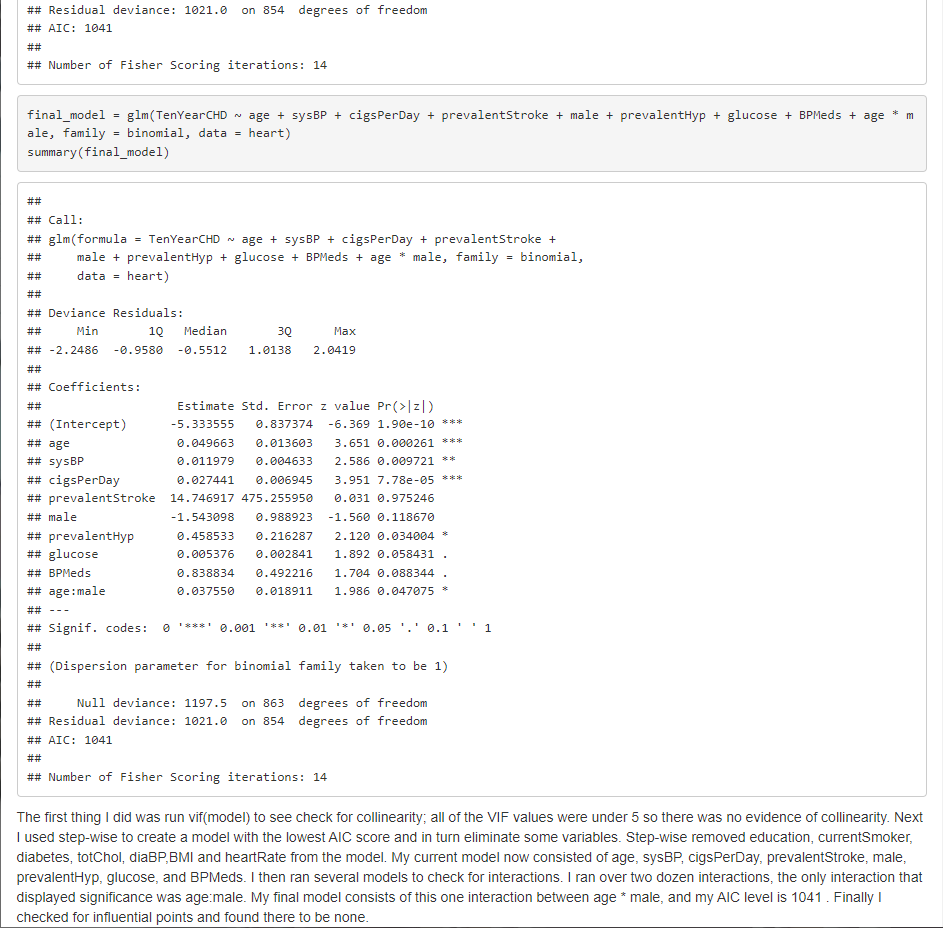 ## Residual deviance: 1021.0  on 854  degrees of freedom
## AIC: 1041
##
## Number of Fisher Scoring iterations: 14
final_model = glm(TenYearCHD ~ age + sysBP + cigsPerDay + prevalentStroke + male + prevalentHyp + glucose + BPMeds + age * m
ale, family = binomial, data = heart)
summary(final_model)
##
## Call:
## glm(formula = TenYearCHD ~ age + sysBP + cigsPerDay + prevalentStroke +
##     male + prevalentHyp + glucose + BPMeds + age * male, family = binomial,
##     data = heart)
##
## Deviance Residuals:
##     Min       1Q   Median       3Q      Max
## -2.2486  -0.9580  -0.5512   1.0138   2.0419
##
## Coefficients:
##                   Estimate Std. Error z value Pr(>|z|)
## (Intercept)      -5.333555   0.837374  -6.369 1.90e-10 ***
## age               0.049663   0.013603   3.651 0.000261 ***
## sysBP             0.011979   0.004633   2.586 0.009721 **
## cigsPerDay        0.027441   0.006945   3.951 7.78e-05 ***
## prevalentStroke  14.746917 475.255950   0.031 0.975246
## male             -1.543098   0.988923  -1.560 0.118670
## prevalentHyp      0.458533   0.216287   2.120 0.034004 *
## glucose           0.005376   0.002841   1.892 0.058431 .
## BPMeds            0.838834   0.492216   1.704 0.088344 .
## age:male          0.037550   0.018911   1.986 0.047075 *
## ---
## Signif. codes:  0 '***' 0.001 '**' 0.01 '*' 0.05 '.' 0.1 ' ' 1
##
## (Dispersion parameter for binomial family taken to be 1)
##
##     Null deviance: 1197.5  on 863  degrees of freedom
## Residual deviance: 1021.0  on 854  degrees of freedom
## AIC: 1041
##
## Number of Fisher Scoring iterations: 14
The first thing I did was run vif(model) to see check for collinearity; all of the VIF values were under 5 so there was no evidence of collinearity. Next
I used step-wise to create a model with the lowest AIC score and in turn eliminate some variables. Step-wise removed education, currentSmoker,
diabetes, totChol, diaBP,BMI and heartRate from the model. My current model now consisted of age, sysBP, cigsPerDay, prevalentStroke, male,
prevalentHyp, glucose, and BPMeds. I then ran several models to check for interactions. I ran over two dozen interactions, the only interaction that
displayed significance was age:male. My final model consists of this one interaction between age * male, and my AIC level is 1041 . Finally I
checked for influential points and found there to be none.